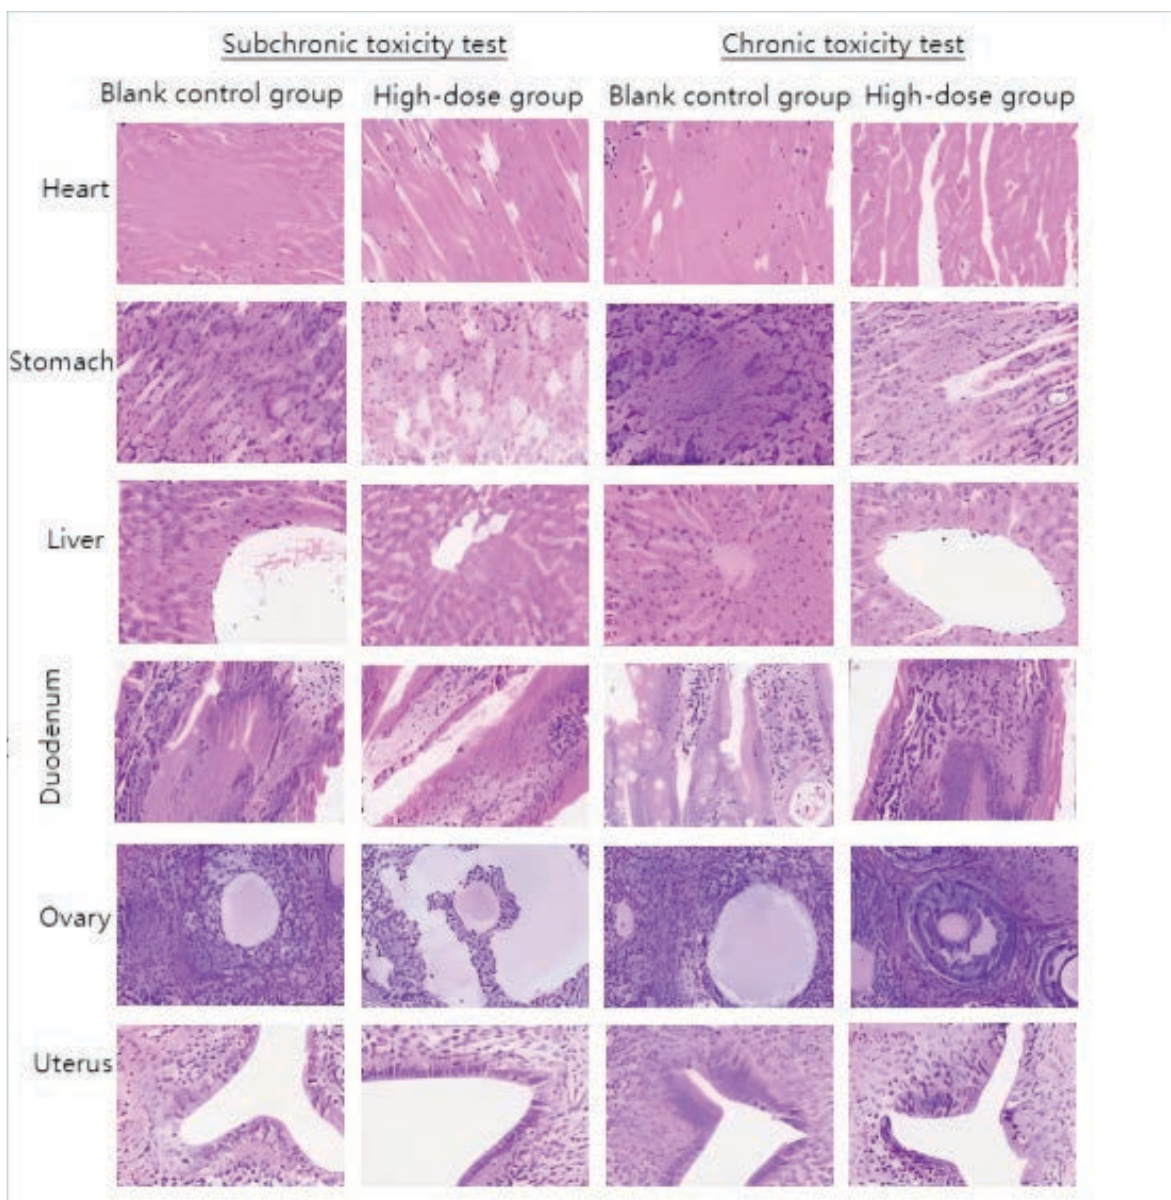 Subchronic toxicity test Chronic toxicity test
Blank control group High-dose group Blank control group High-dose group
Heart
Stomach
Liver
Duodenum
Ovary
Uterus